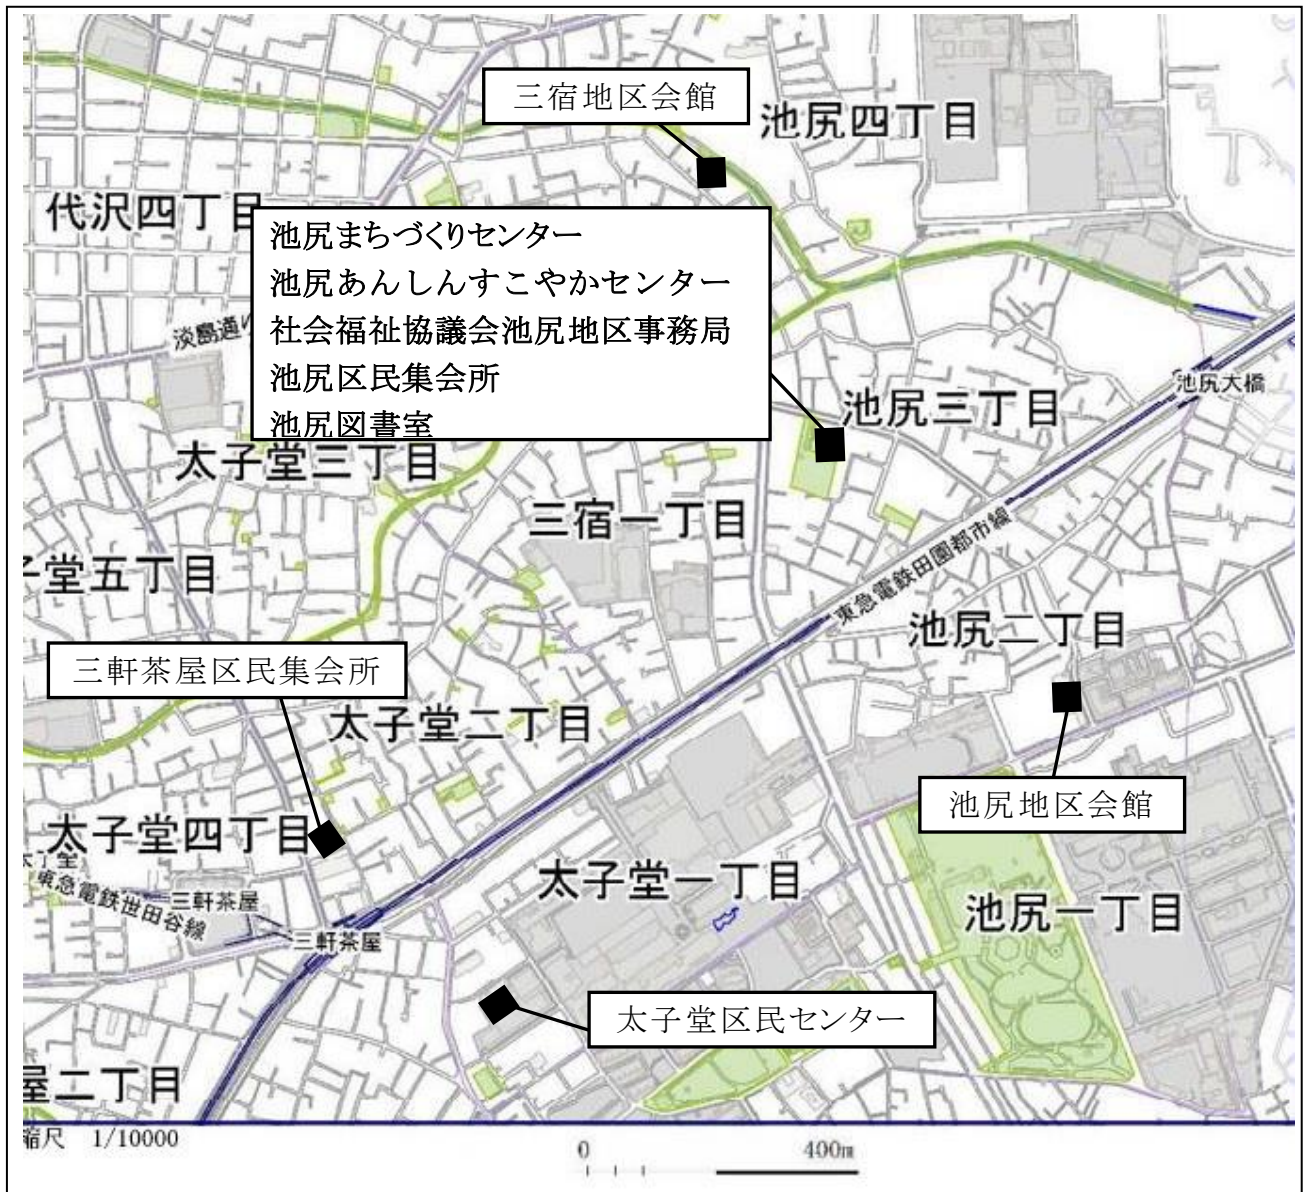 三宿地区会館
池尻四丁目
代沢四丁目
池尻まちづくりセンター
池尻あんしんすこやかセンター
社会福祉協議会池尻地区事務局
池尻区民集会所
池尻図書室
淡島通り
池尻大橋
池尻三丁目
太子堂三丁目
三宿一丁目
東急電鉄田園都市線
子堂五丁目
池尻二丁目
三軒茶屋区民集会所
太子堂二丁目
池尻地区会館
太子堂四丁目
太子堂一丁目
東急電鉄世田谷線
三軒茶屋
三軒茶屋
池尻一丁目
太子堂区民センター
屋二丁目
縮尺 1/10000
0 400m